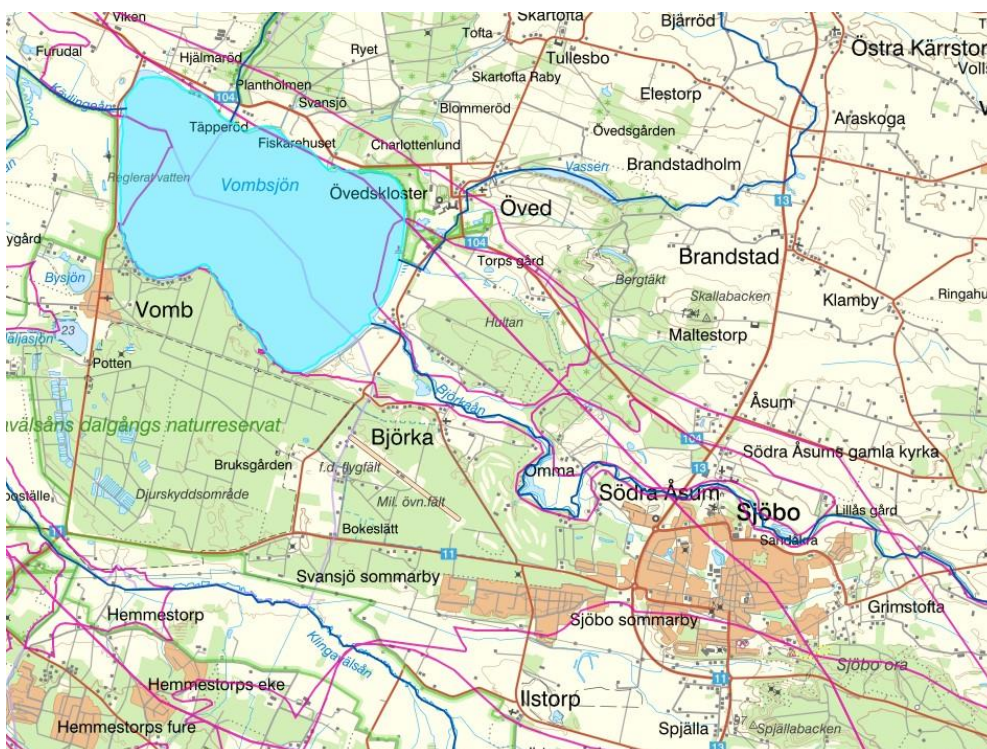 Viken
Furudal
Hjälmaröd
Ryet
Tofta
Skartofta
Tullesbo
Bjärröd
Skartofta Raby
Plantholmen
104
Svansjö
Blommeröd
Elestorp
Araskoga
Täpperöd
Fiskarehuset
Charlottenlund
Övedsgården
Vassen
Brandstadholm
Reglerat vatten
Vombsjön
Övedskloster
Öved
13
104
Torps gård
Brandstad
Bysjön
Bergtäkt
Skallabacken
Klamby
Vomb
23
Hultan
Maltestorp
Potten
Björkaån
Åsum
Björka
104
Södra Åsums gamla kyrka
dalgångs naturreservat
Bruksgården
f.d. flygfält
Omma
13
Djurskyddsområde
Mil. övn.fält
Södra Åsum
Sjöbo
Lillås gård
Bokeslätt
Sandåkra
11
11
Svansjö sommarby
Hemmestorp
Grimstofta
Sjöbo sommarby
Klingavälsån
Sjöbo ora
Hemmestorps eke
11
Ilstorp
Hemmestorps fure
Spjälla
97
Spjällabacken
13